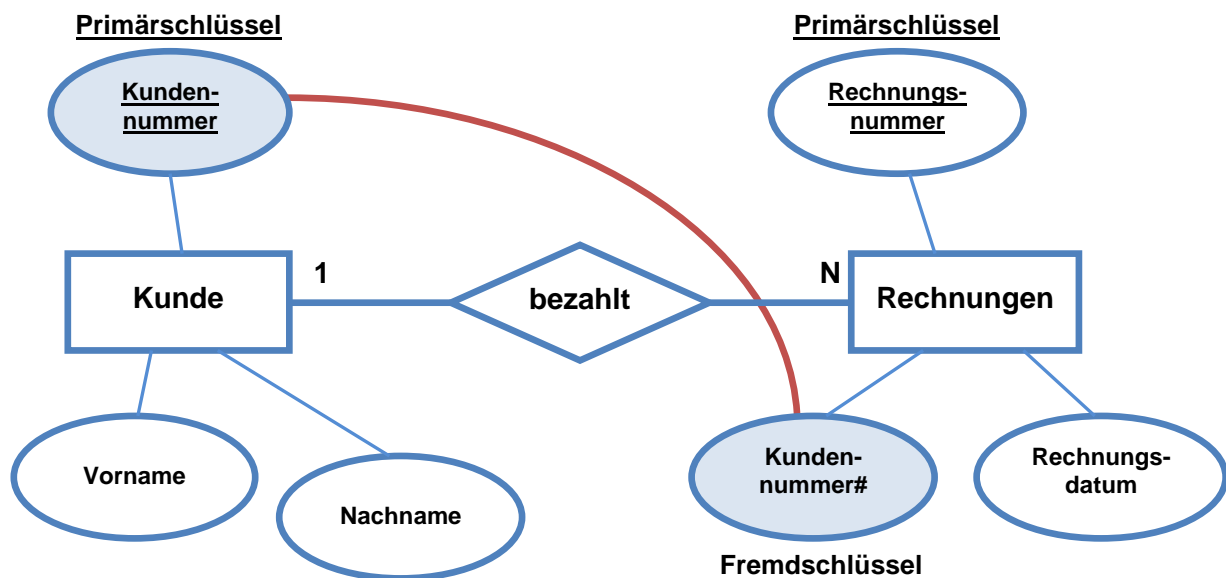 Primärschlüssel
Primärschlüssel
Kunden-
nummer
Rechnungs-
nummer
Kunde
1
bezahlt
N
Rechnungen
Vorname
Nachname
Kunden-
nummer#
Rechnungs-
datum
Fremdschlüssel